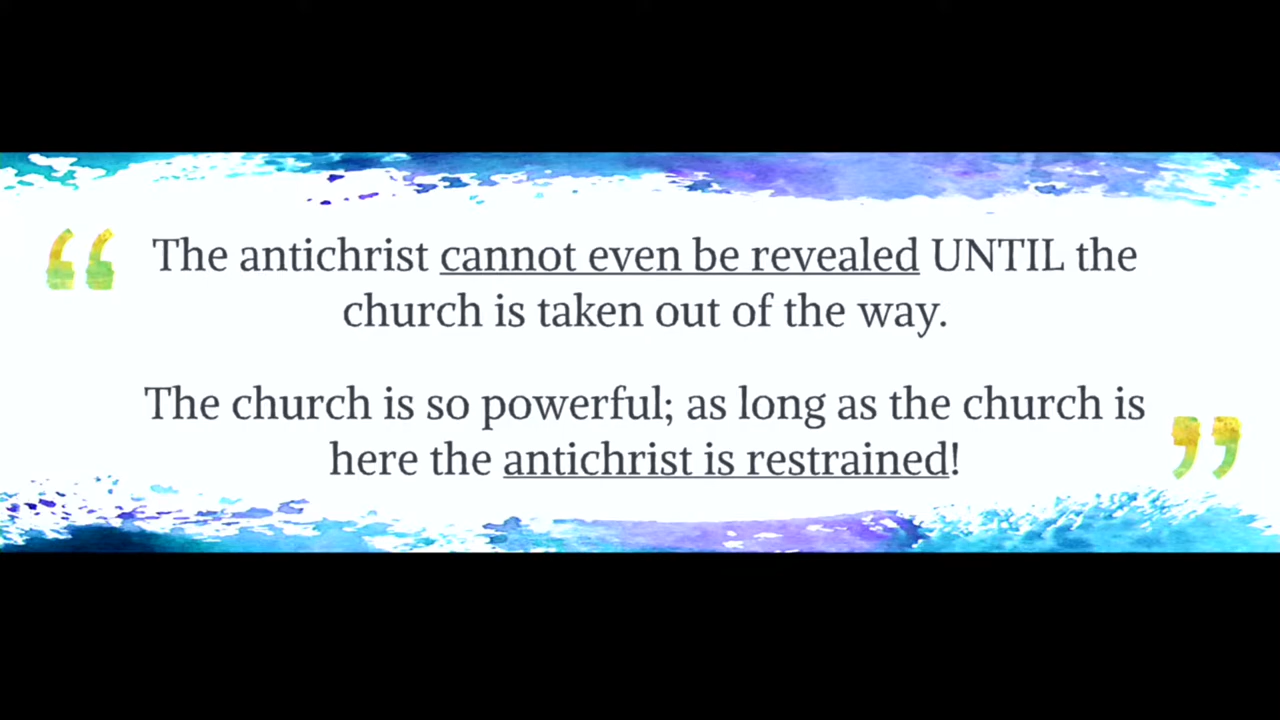 “ The antichrist cannot even be revealed UNTIL the
church is taken out of the way.
The church is so powerful; as long as the church is
here the antichrist is restrained! ”